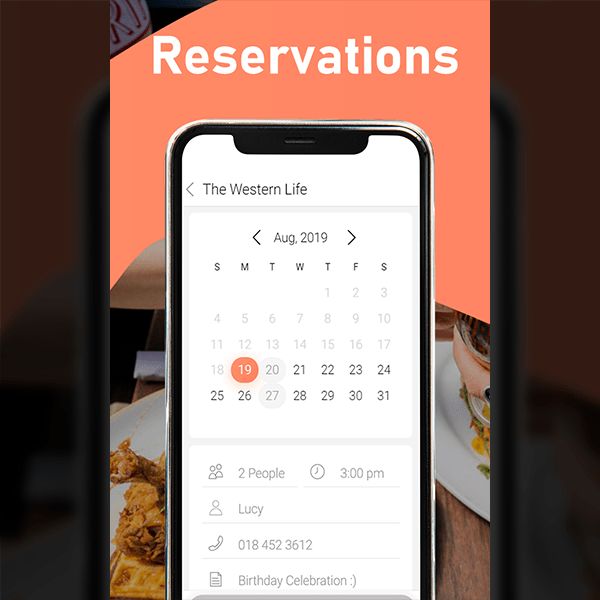 Reservations
The Western Life
Aug, 2019
S M T W T F S
1 2 3
4 5 6 7 8 9 10
11 12 13 14 15 16 17
18 19 20 21 22 23 24
25 26 27 28 29 30 31
2 People 3:00 pm
Lucy
018 452 3612
Birthday Celebration :)